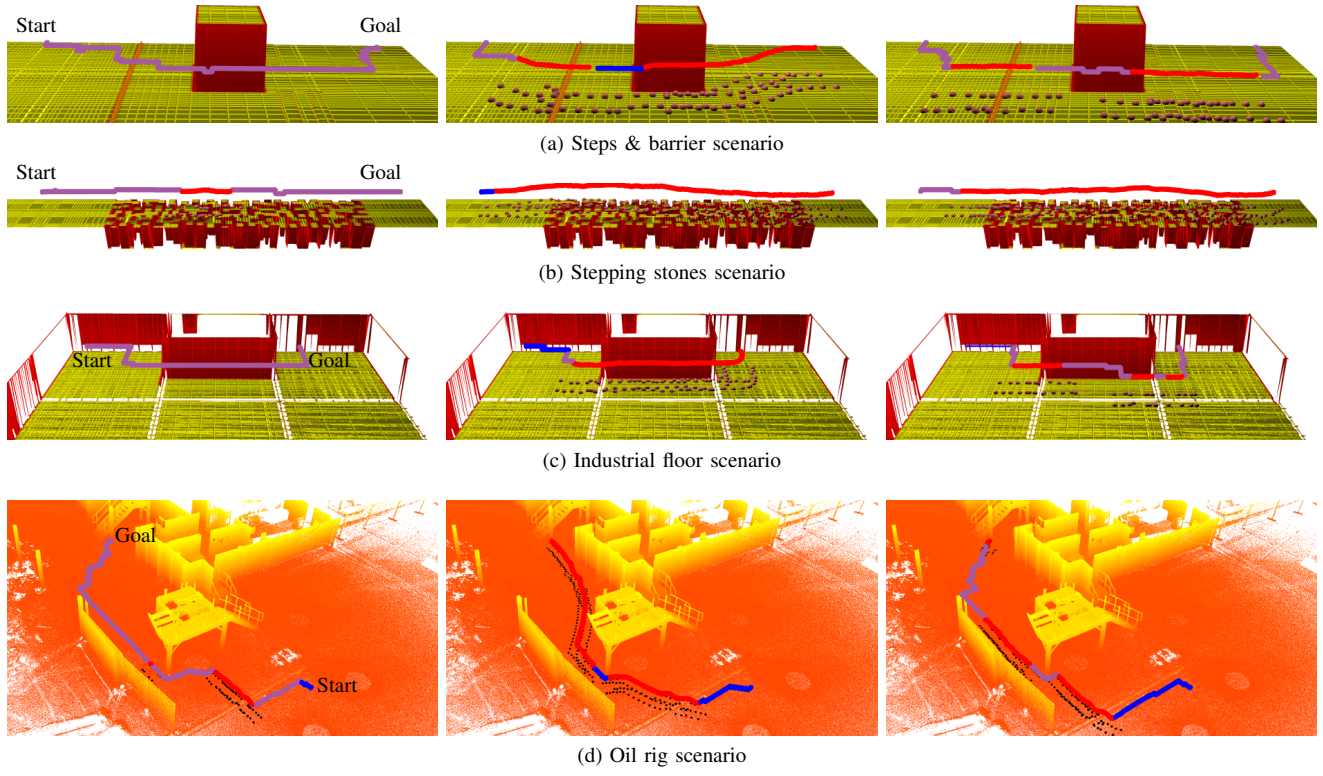 Start
Goal
(a) Steps & barrier scenario
Start
Goal
(b) Stepping stones scenario
Start
Goal
(c) Industrial floor scenario
Goal
Start
(d) Oil rig scenario